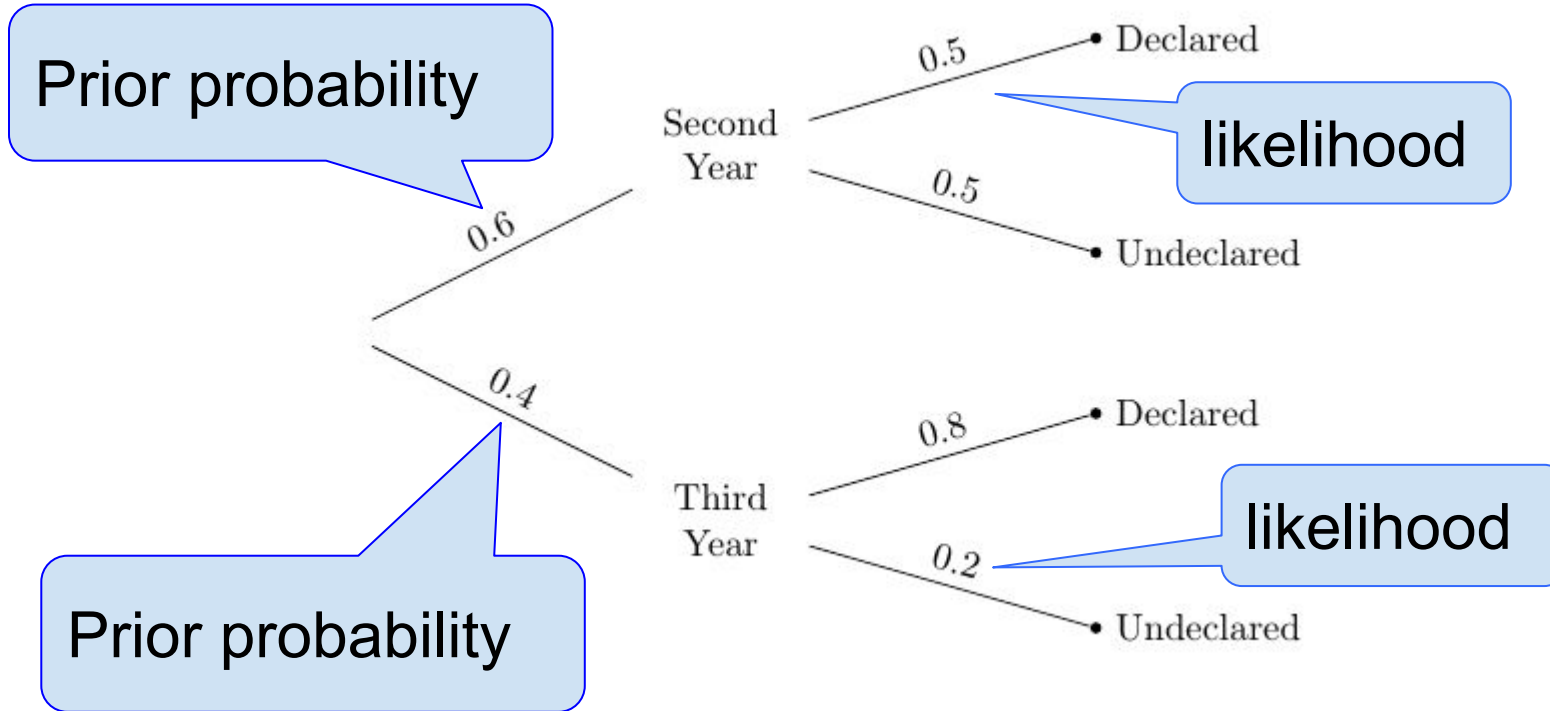 Prior probability
0.6
0.4
Prior probability
Second
Year
0.5
Declared
likelihood
0.5
Undeclared
Third
Year
0.8
Declared
likelihood
0.2
Undeclared